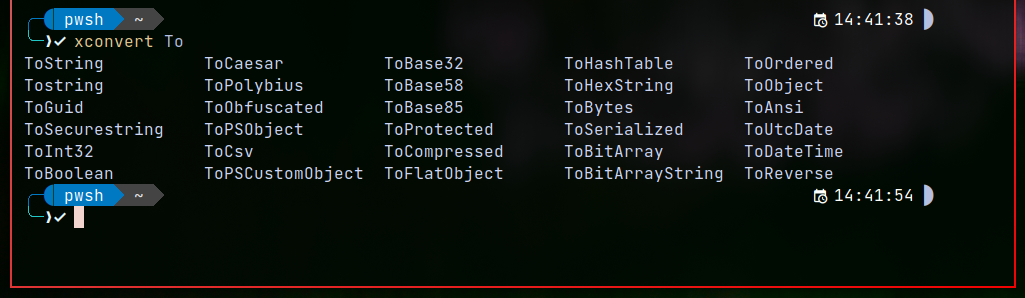 pwsh ~ 14:41:38
xconvert To
ToString ToCaesar ToBase32 ToHashTable ToOrdered
Tostring ToPolybius ToBase58 ToHexString ToObject
ToGuid ToObfuscated ToBase85 ToBytes ToAnsi
ToSecurestring ToPSObject ToProtected ToSerialized ToUtcDate
ToInt32 ToCsv ToCompressed ToBitArray ToDateTime
ToBoolean ToPSCustomObject ToFlatObject ToBitArrayString ToReverse
pwsh ~ 14:41:54